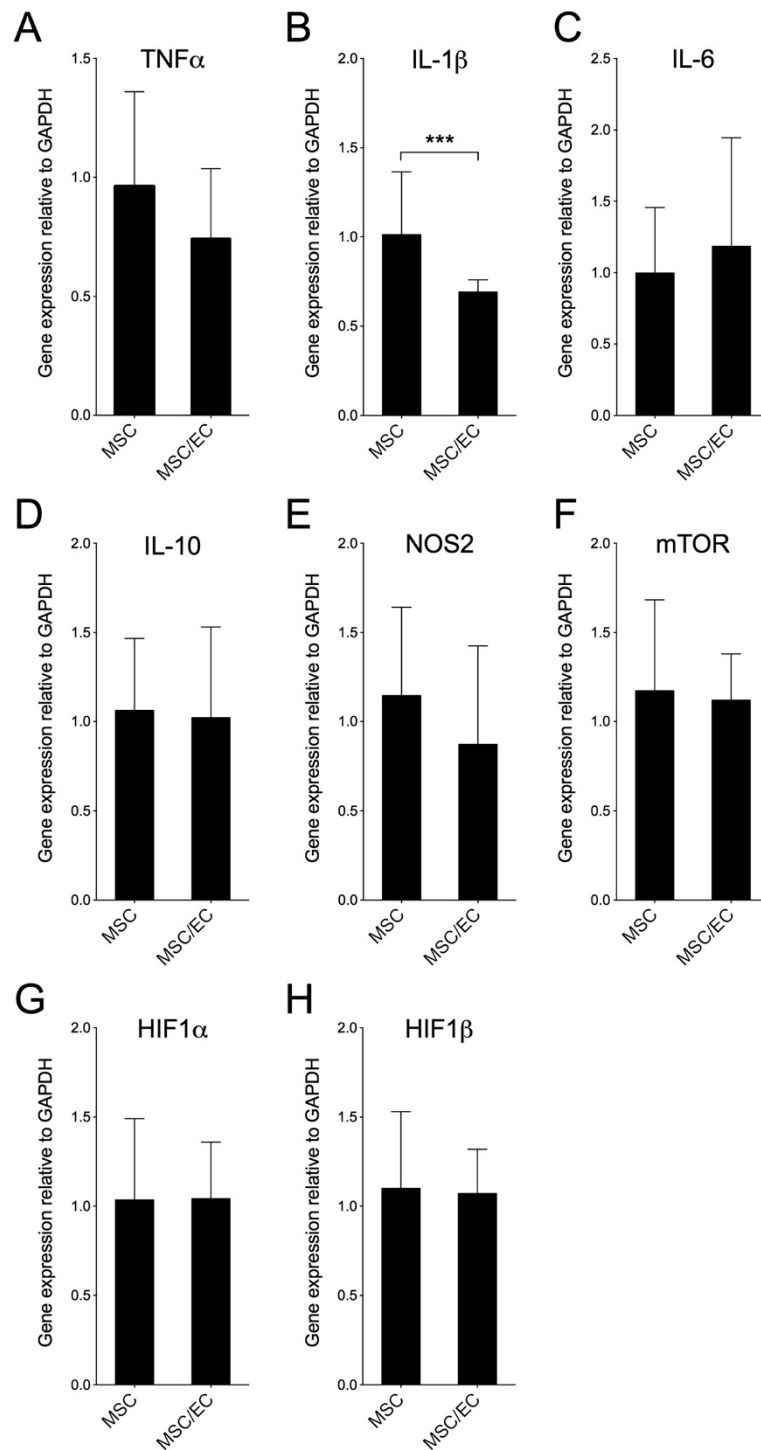 A
TNFα
Gene expression relative to GAPDH
1.5
1.0
0.5
0.0
MSC
MSC/EC
B
IL-1β
Gene expression relative to GAPDH
2.0
1.5
1.0
0.5
0.0
***
MSC
MSC/EC
C
IL-6
Gene expression relative to GAPDH
2.5
2.0
1.5
1.0
0.5
0.0
MSC
MSC/EC
D
IL-10
Gene expression relative to GAPDH
2.0
1.5
1.0
0.5
0.0
MSC
MSC/EC
E
NOS2
Gene expression relative to GAPDH
2.0
1.5
1.0
0.5
0.0
MSC
MSC/EC
F
mTOR
Gene expression relative to GAPDH
2.0
1.5
1.0
0.5
0.0
MSC
MSC/EC
G
HIF1α
Gene expression relative to GAPDH
2.0
1.5
1.0
0.5
0.0
MSC
MSC/EC
H
HIF1β
Gene expression relative to GAPDH
2.0
1.5
1.0
0.5
0.0
MSC
MSC/EC